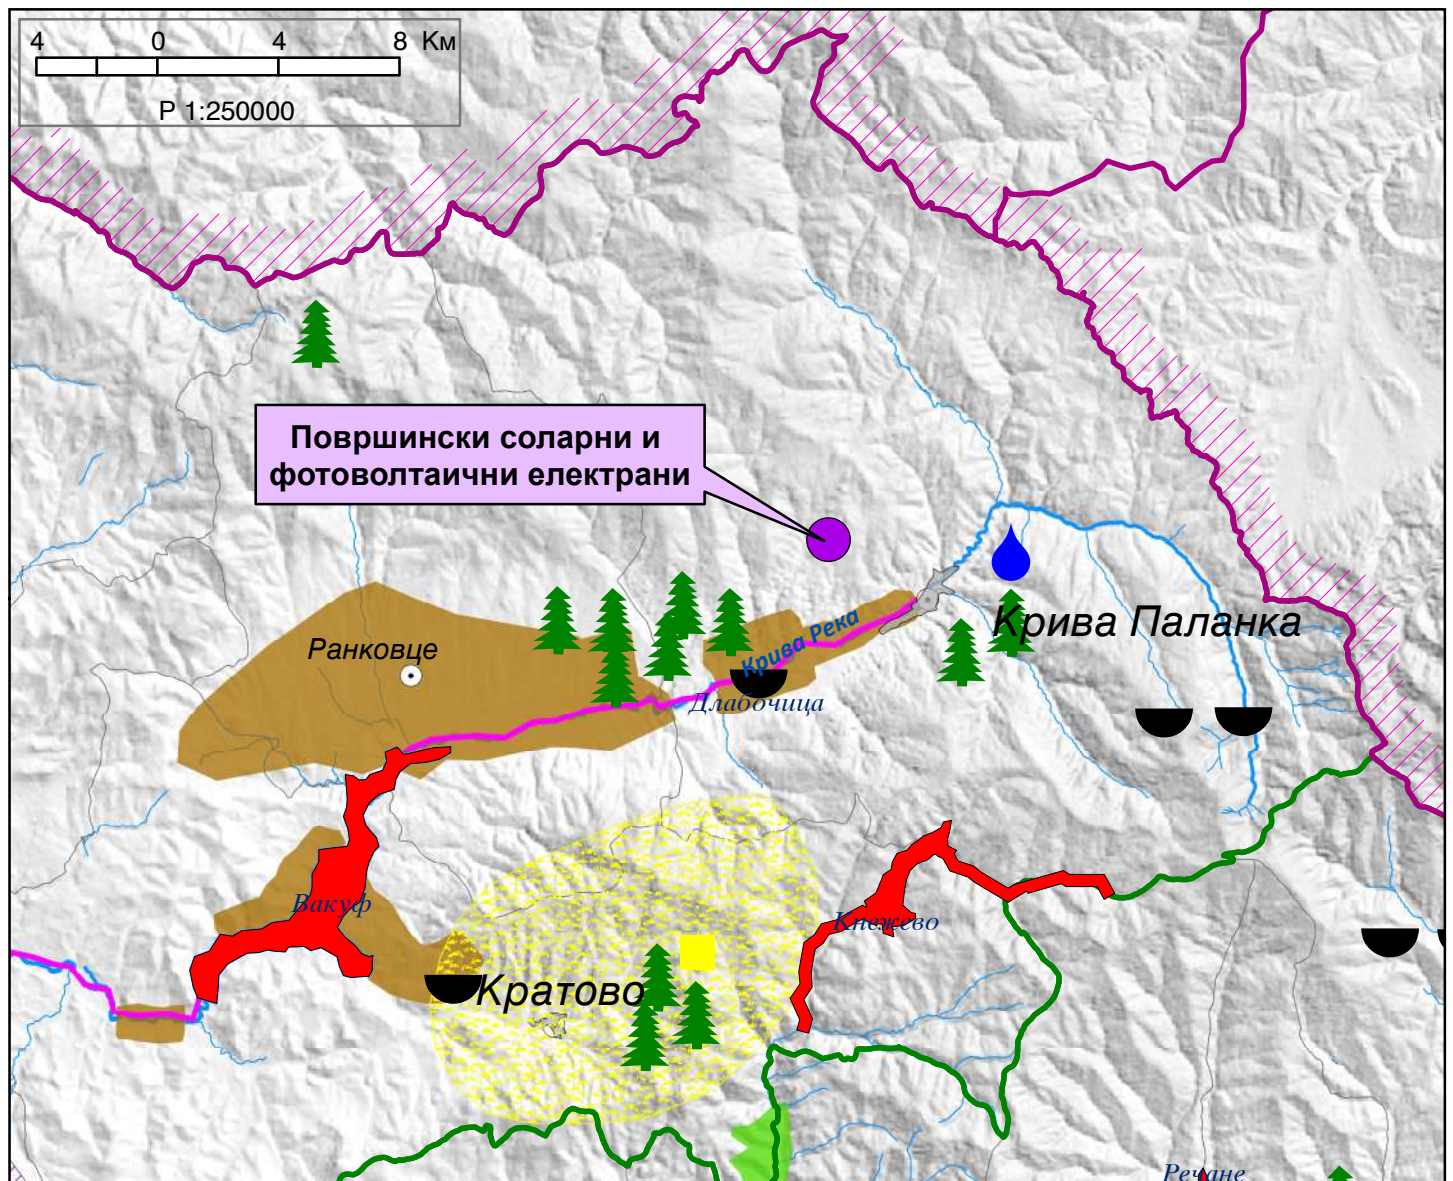 4 0 4 8 Км
Р 1:250000
Површински соларни и
фотоволтаични електрани
Ранковце
Крива Река
Крива Паланка
Длабочица
Вакуф
Кнежево
Кратово
Речане